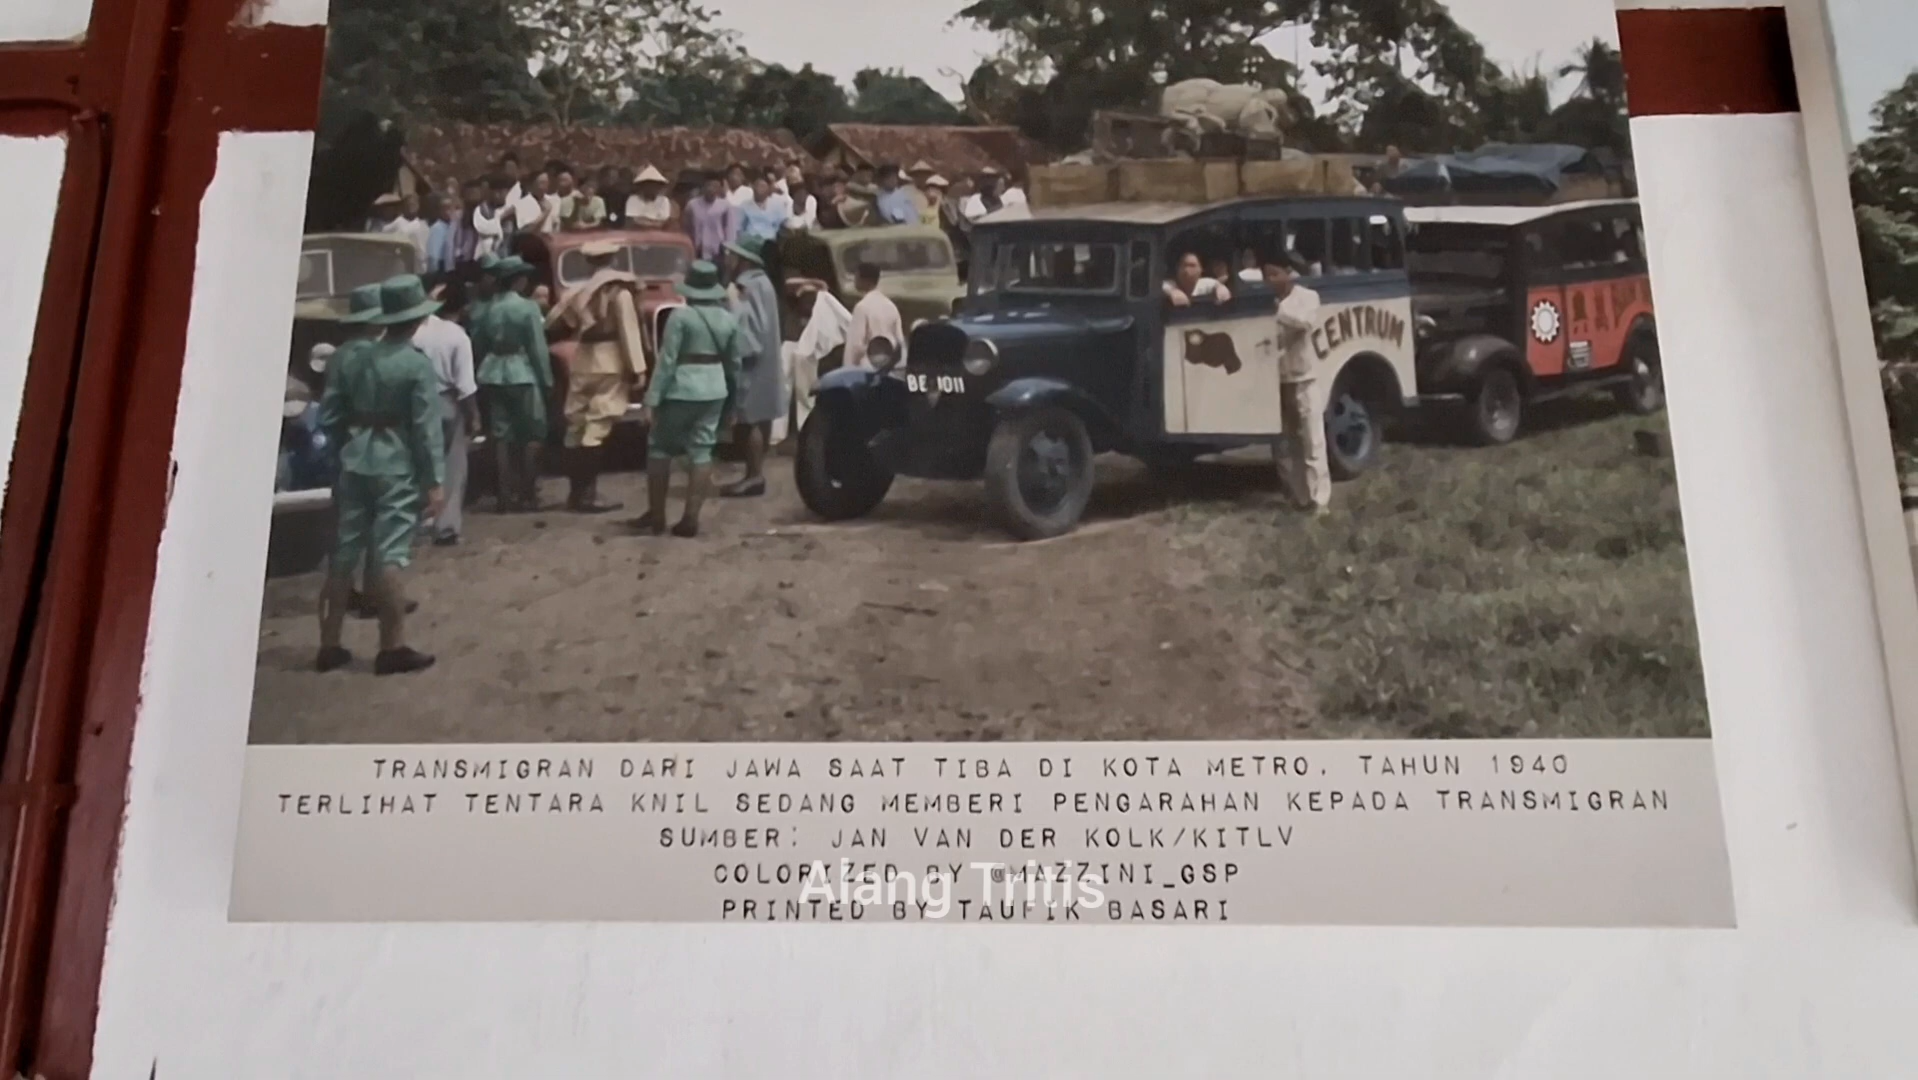 CENTRUM
BE 1011
TRANSMIGRAN DARI JAWA SAAT TIBA DI KOTA METRO. TAHUN 1940
TERLIHAT TENTARA KNIL SEDANG MEMBERI PENGARAHAN KEPADA TRANSMIGRAN
SUMBER: JAN VAN DER KOLK/KITLV
COLORIZED BY @MAZZINI_GSP
Alang Tritis
PRINTED BY TAUFIK BASARI